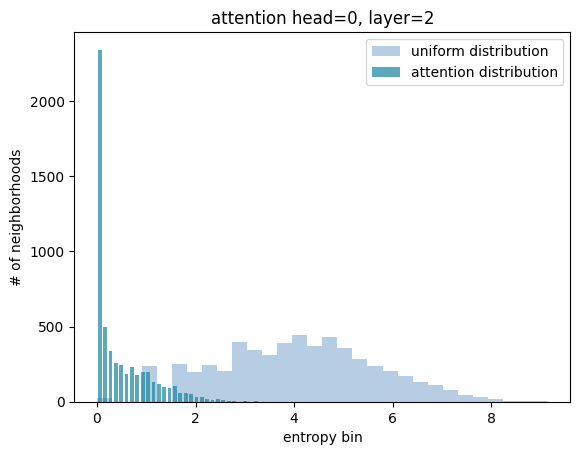 attention head=0, layer=2
uniform distribution
attention distribution
# of neighborhoods
2000
1500
1000
500
0
0
2
4
6
8
entropy bin